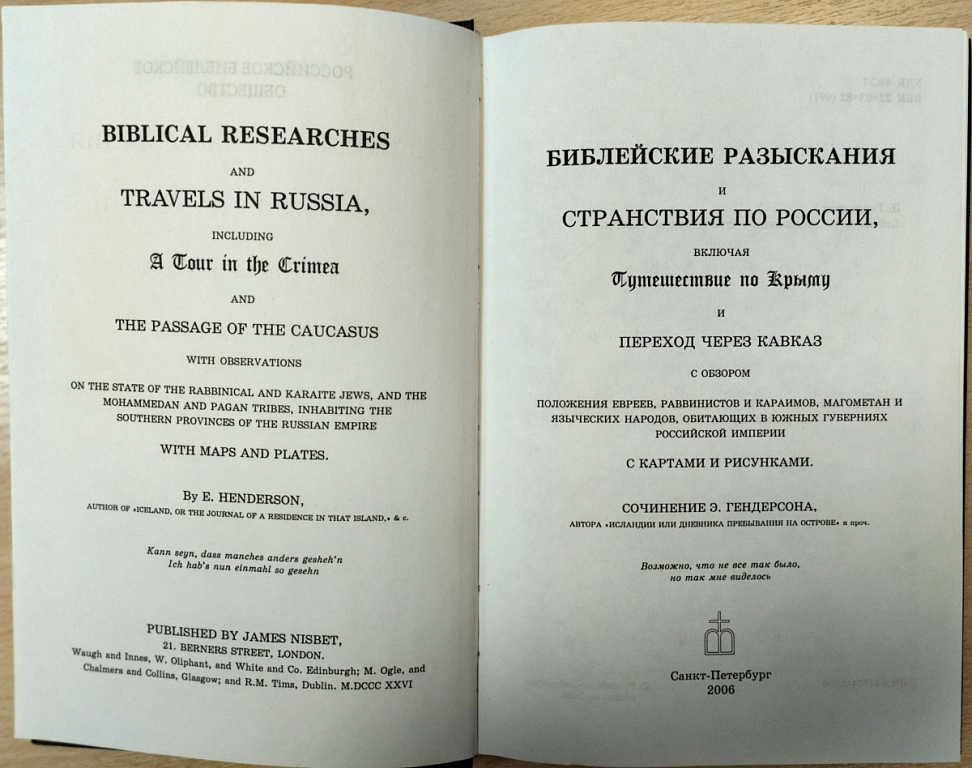 BIBLICAL RESEARCHES
AND
TRAVELS IN RUSSIA,
INCLUDING
A Tour in the Crimea
AND
THE PASSAGE OF THE CAUCASUS
WITH OBSERVATIONS
ON THE STATE OF THE RABBINICAL AND KARAITE JEWS, AND THE
MOHAMMEDAN AND PAGAN TRIBES, INHABITING THE
SOUTHERN PROVINCES OF THE RUSSIAN EMPIRE
WITH MAPS AND PLATES.
By E. HENDERSON,
AUTHOR OF «ICELAND, OR THE JOURNAL OF A RESIDENCE IN THAT ISLAND,» & c.
Kann seyn, dass manches anders gesheh'n
Ich hab's nun einmahl so gesehn
PUBLISHED BY JAMES NISBET,
21. BERNERS STREET, LONDON.
Waugh and Innes, W. Oliphant, and White and Co. Edinburgh; M. Ogle, and
Chalmers and Collins, Glasgow; and R.M. Tims, Dublin. M.DCCC XXVI
БИБЛЕЙСКИЕ РАЗЫСКАНИЯ
И
СТРАНСТВИЯ ПО РОССИИ,
ВКЛЮЧАЯ
Путешествие по Крыму
И
ПЕРЕХОД ЧЕРЕЗ КАВКАЗ
С ОБЗОРОМ
ПОЛОЖЕНИЯ ЕВРЕЕВ, РАВВИНИСТОВ И КАРАИМОВ, МАГОМЕТАН И
ЯЗЫЧЕСКИХ НАРОДОВ, ОБИТАЮЩИХ В ЮЖНЫХ ГУБЕРНИЯХ
РОССИЙСКОЙ ИМПЕРИИ
С КАРТАМИ И РИСУНКАМИ.
СОЧИНЕНИЕ Э. ГЕНДЕРСОНА,
АВТОРА «ИСЛАНДИИ ИЛИ ДНЕВНИКА ПРЕБЫВАНИЯ НА ОСТРОВЕ» и проч.
Возможно, что не все так было,
но так мне виделось
Санкт-Петербург
2006